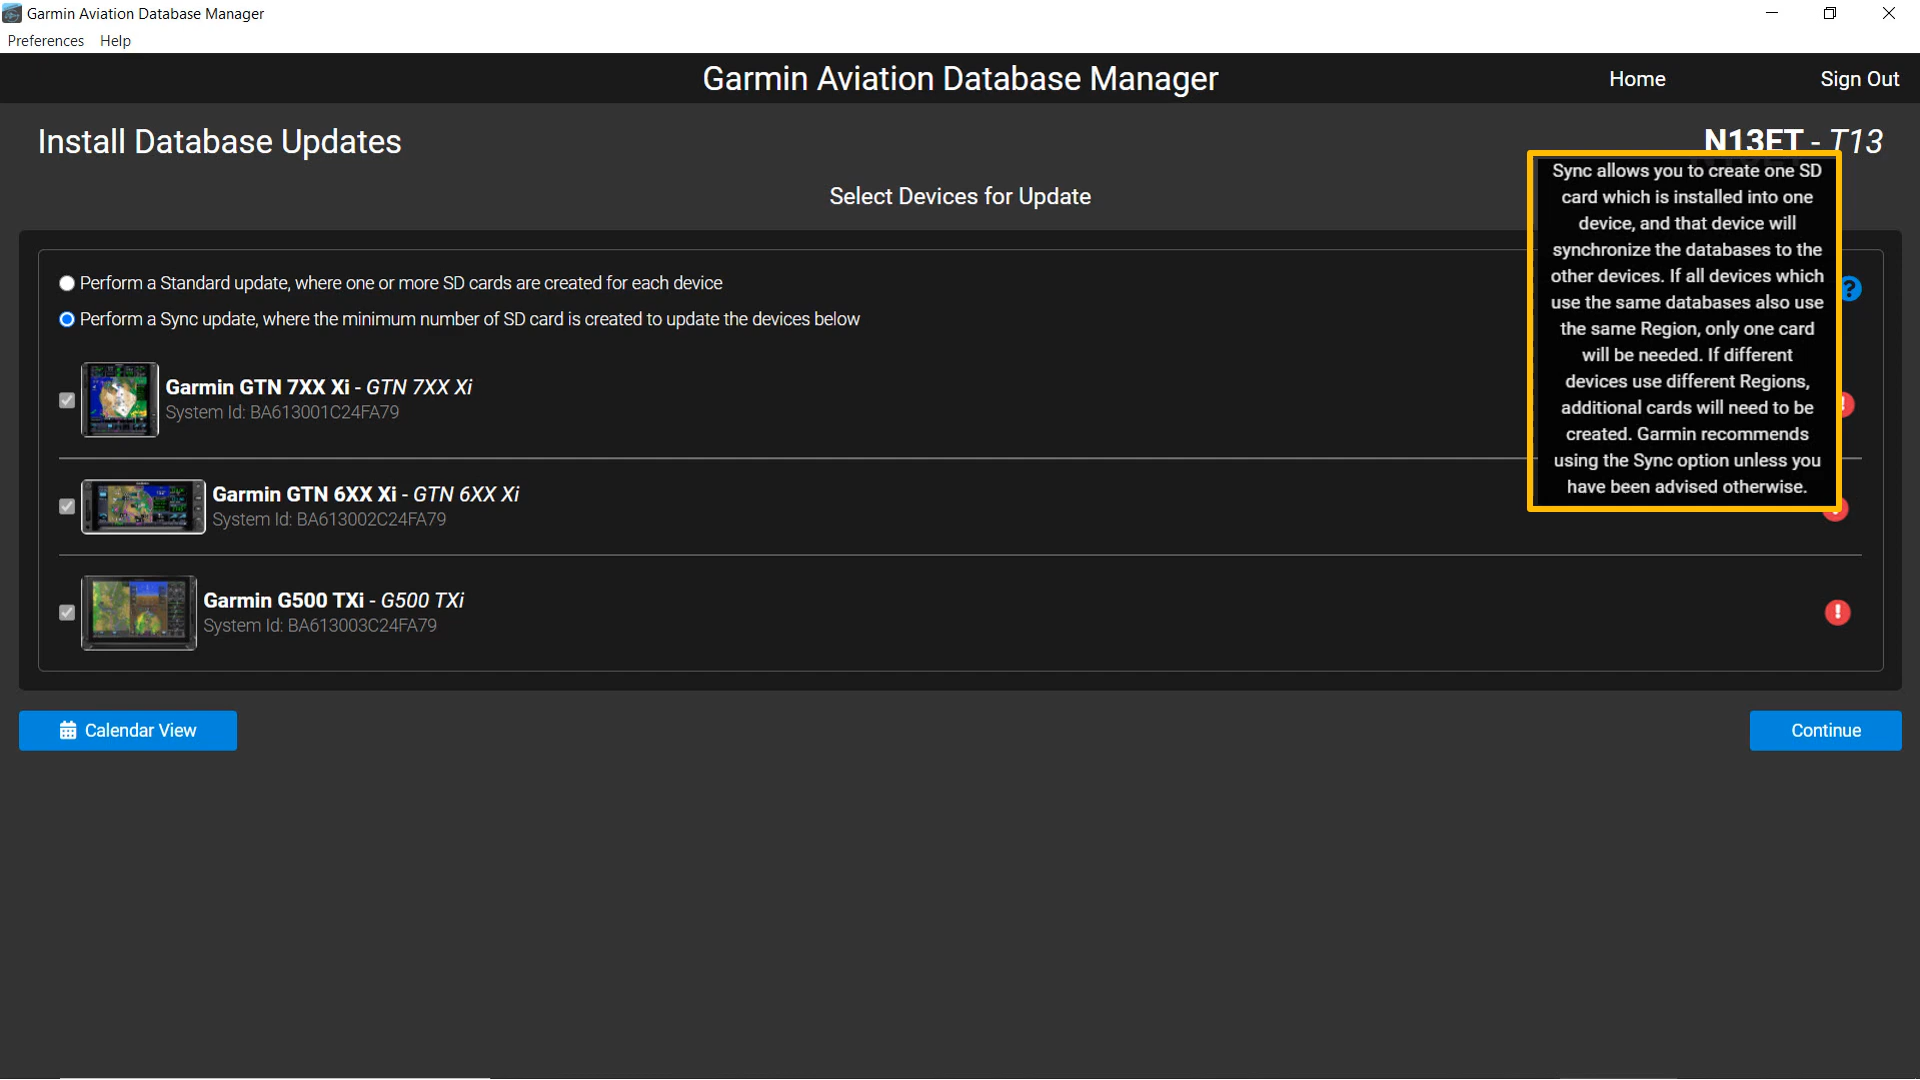 Garmin Aviation Database Manager
Preferences Help
Garmin Aviation Database Manager
Home
Sign Out
Install Database Updates
N13ET - T13
Select Devices for Update
Sync allows you to create one SD
card which is installed into one
device, and that device will
synchronize the databases to the
other devices. If all devices which
use the same databases also use
the same Region, only one card
will be needed. If different
devices use different Regions,
additional cards will need to be
created. Garmin recommends
using the Sync option unless you
have been advised otherwise.
Perform a Standard update, where one or more SD cards are created for each device
?
Perform a Sync update, where the minimum number of SD card is created to update the devices below
Garmin GTN 7XX Xi - GTN 7XX Xi
System Id: BA613001C24FA79
Garmin GTN 6XX Xi - GTN 6XX Xi
System Id: BA613002C24FA79
Garmin G500 TXi - G500 TXi
System Id: BA613003C24FA79
!
Calendar View
Continue